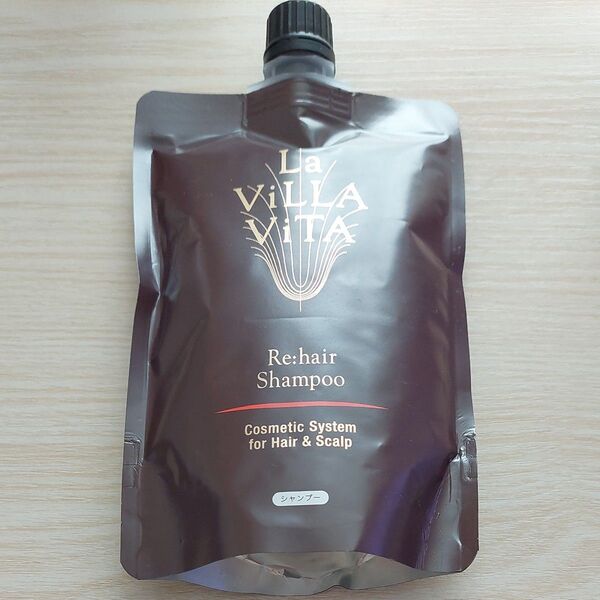 La
ViLLA
ViTA
Re:hair
Shampoo
Cosmetic System
for Hair & Scalp
シャンプー